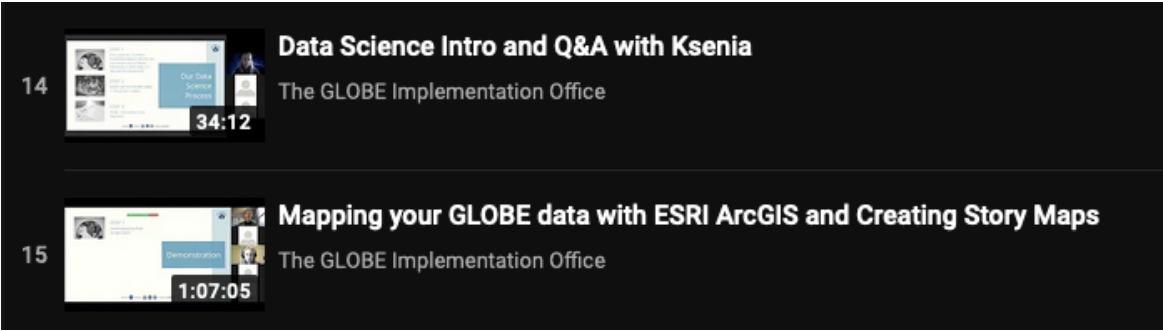 14
Our Data
Science
Process
34:12
Data Science Intro and Q&A with Ksenia
The GLOBE Implementation Office
15
Demonstration
1:07:05
Mapping your GLOBE data with ESRI ArcGIS and Creating Story Maps
The GLOBE Implementation Office